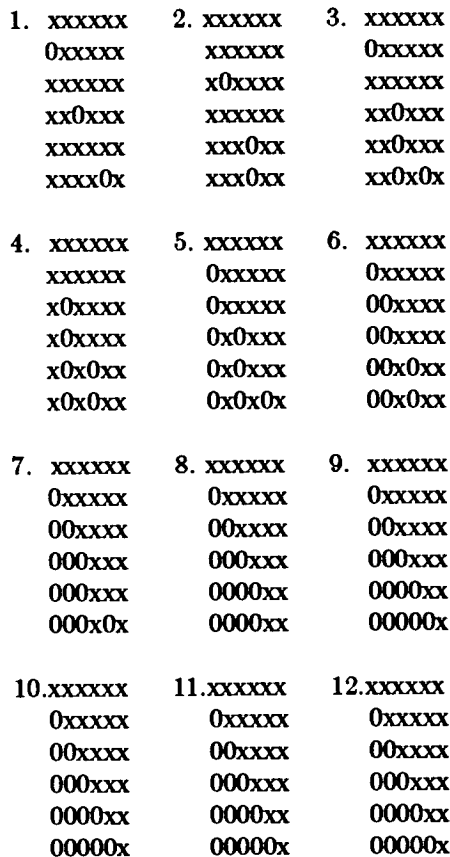 1. xxxxxx 2. xxxxxx 3. xxxxxx
0xxxxx xxxxxx 0xxxxx
xxxxxx x0xxxx xxxxxx
xx0xxx xxxxxx xx0xxx
xxxxxx xxx0xx xx0xxx
xxxx0x xxx0xx xx0x0x
4. xxxxxx 5. xxxxxx 6. xxxxxx
xxxxxx 0xxxxx 0xxxxx
x0xxxx 0xxxxx 00xxxx
x0xxxx 0x0xxx 00xxxx
x0x0xx 0x0xxx 00x0xx
x0x0xx 0x0x0x 00x0xx
7. xxxxxx 8. xxxxxx 9. xxxxxx
0xxxxx 0xxxxx 0xxxxx
00xxxx 00xxxx 00xxxx
000xxx 000xxx 000xxx
000xxx 0000xx 0000xx
000x0x 0000xx 00000x
10.xxxxxx 11.xxxxxx 12.xxxxxx
0xxxxx 0xxxxx 0xxxxx
00xxxx 00xxxx 00xxxx
000xxx 000xxx 000xxx
0000xx 0000xx 0000xx
00000x 00000x 00000x